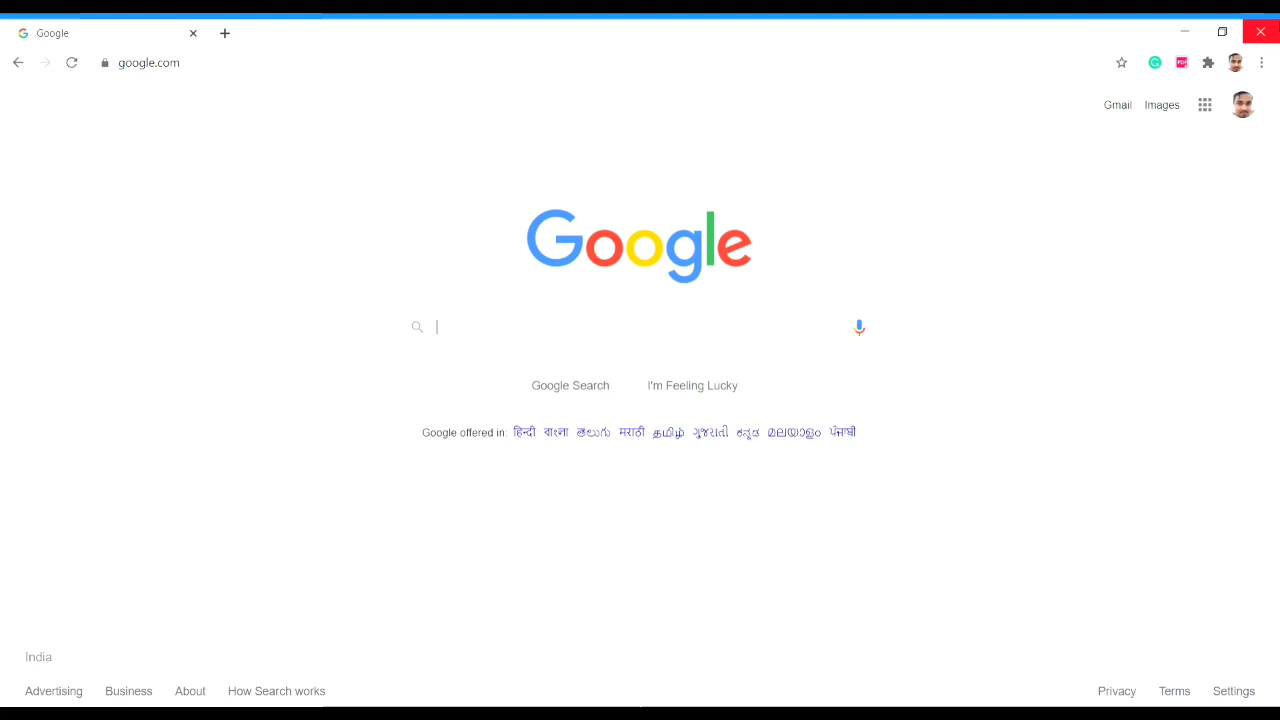 Google
google.com
PDF
Gmail Images
Google
Google Search I'm Feeling Lucky
Google offered in: हिन्दी বাংলা తెలుగు मराठी தமிழ் ગુજરાતી ಕನ್ನಡ മലയാളം ਪੰਜਾਬੀ
India
Advertising Business About How Search works Privacy Terms Settings